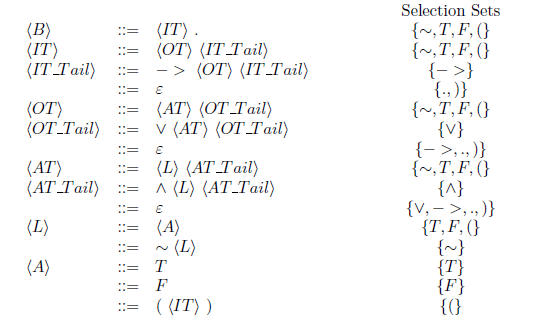 Selection Sets
⟨B⟩ ::= ⟨IT⟩ . {∼, T, F, (}
⟨IT⟩ ::= ⟨OT⟩ ⟨IT_Tail⟩ {∼, T, F, (}
⟨IT_Tail⟩ ::= −> ⟨OT⟩ ⟨IT_Tail⟩ {−>}
::= ε {., )}
⟨OT⟩ ::= ⟨AT⟩ ⟨OT_Tail⟩ {∼, T, F, (}
⟨OT_Tail⟩ ::= ∨ ⟨AT⟩ ⟨OT_Tail⟩ {∨}
::= ε {−>, ., )}
⟨AT⟩ ::= ⟨L⟩ ⟨AT_Tail⟩ {∼, T, F, (}
⟨AT_Tail⟩ ::= ∧ ⟨L⟩ ⟨AT_Tail⟩ {∧}
::= ε {∨, −>, ., )}
⟨L⟩ ::= ⟨A⟩ {T, F, (}
::= ∼ ⟨L⟩ {∼}
⟨A⟩ ::= T {T}
::= F {F}
::= ( ⟨IT⟩ ) {(}